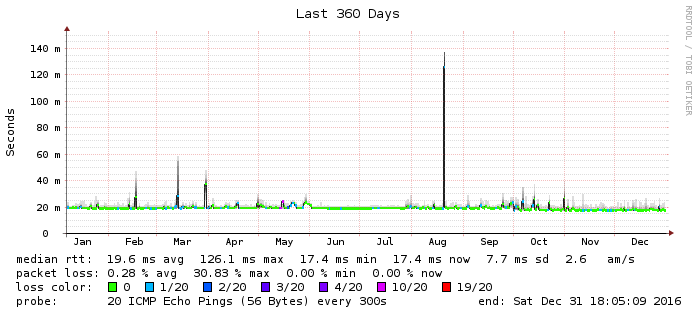 Last 360 Days
RRDTOOL / TOBI OETIKER
Seconds
140 m
120 m
100 m
80 m
60 m
40 m
20 m
0
Jan Feb Mar Apr May Jun Jul Aug Sep Oct Nov Dec
median rtt: 19.6 ms avg 126.1 ms max 17.4 ms min 17.4 ms now 7.7 ms sd 2.6 am/s
packet loss: 0.28 % avg 30.83 % max 0.00 % min 0.00 % now
loss color: 0 1/20 2/20 3/20 4/20 10/20 19/20
probe: 20 ICMP Echo Pings (56 Bytes) every 300s end: Sat Dec 31 18:05:09 2016